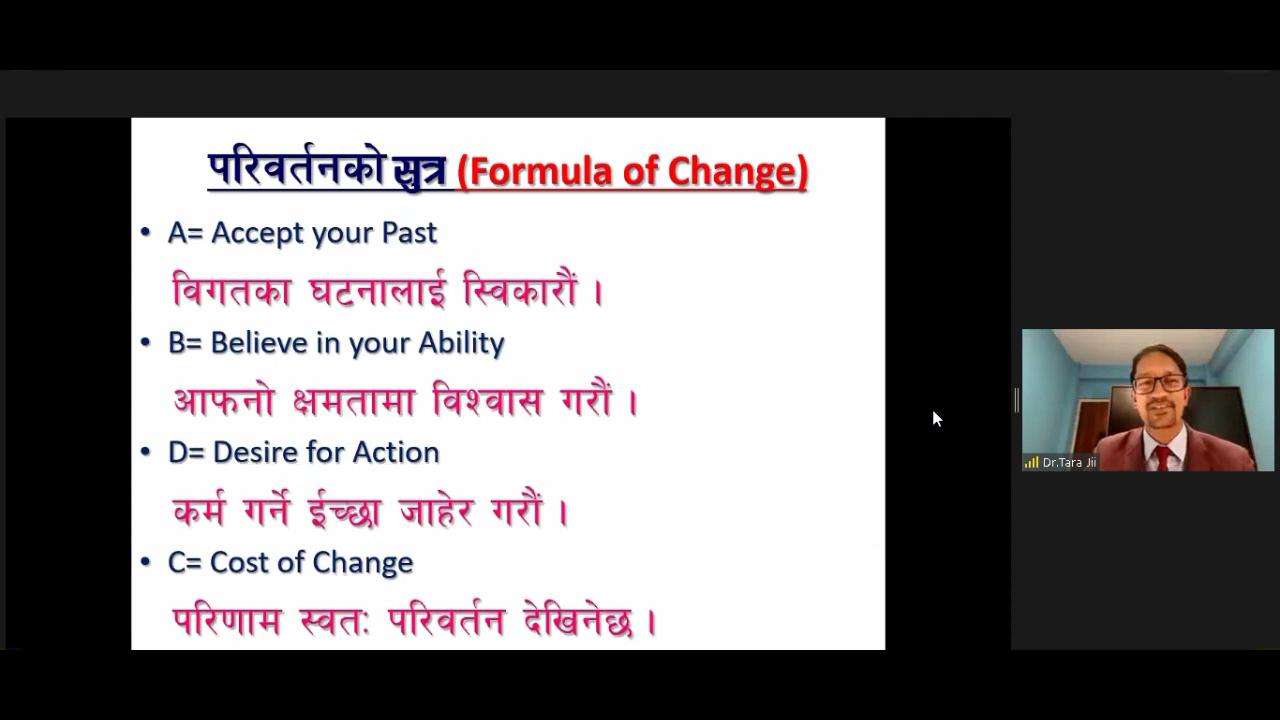 परिवर्तनको सुत्र (Formula of Change)
• A= Accept your Past
विगतका घटनालाई स्विकारौं ।
• B= Believe in your Ability
आफनो क्षमतामा विश्वास गरौं ।
• D= Desire for Action
कर्म गर्ने ईच्छा जाहेर गरौं ।
• C= Cost of Change
परिणाम स्वतः परिवर्तन देखिनेछ ।
Dr.Tara Jii